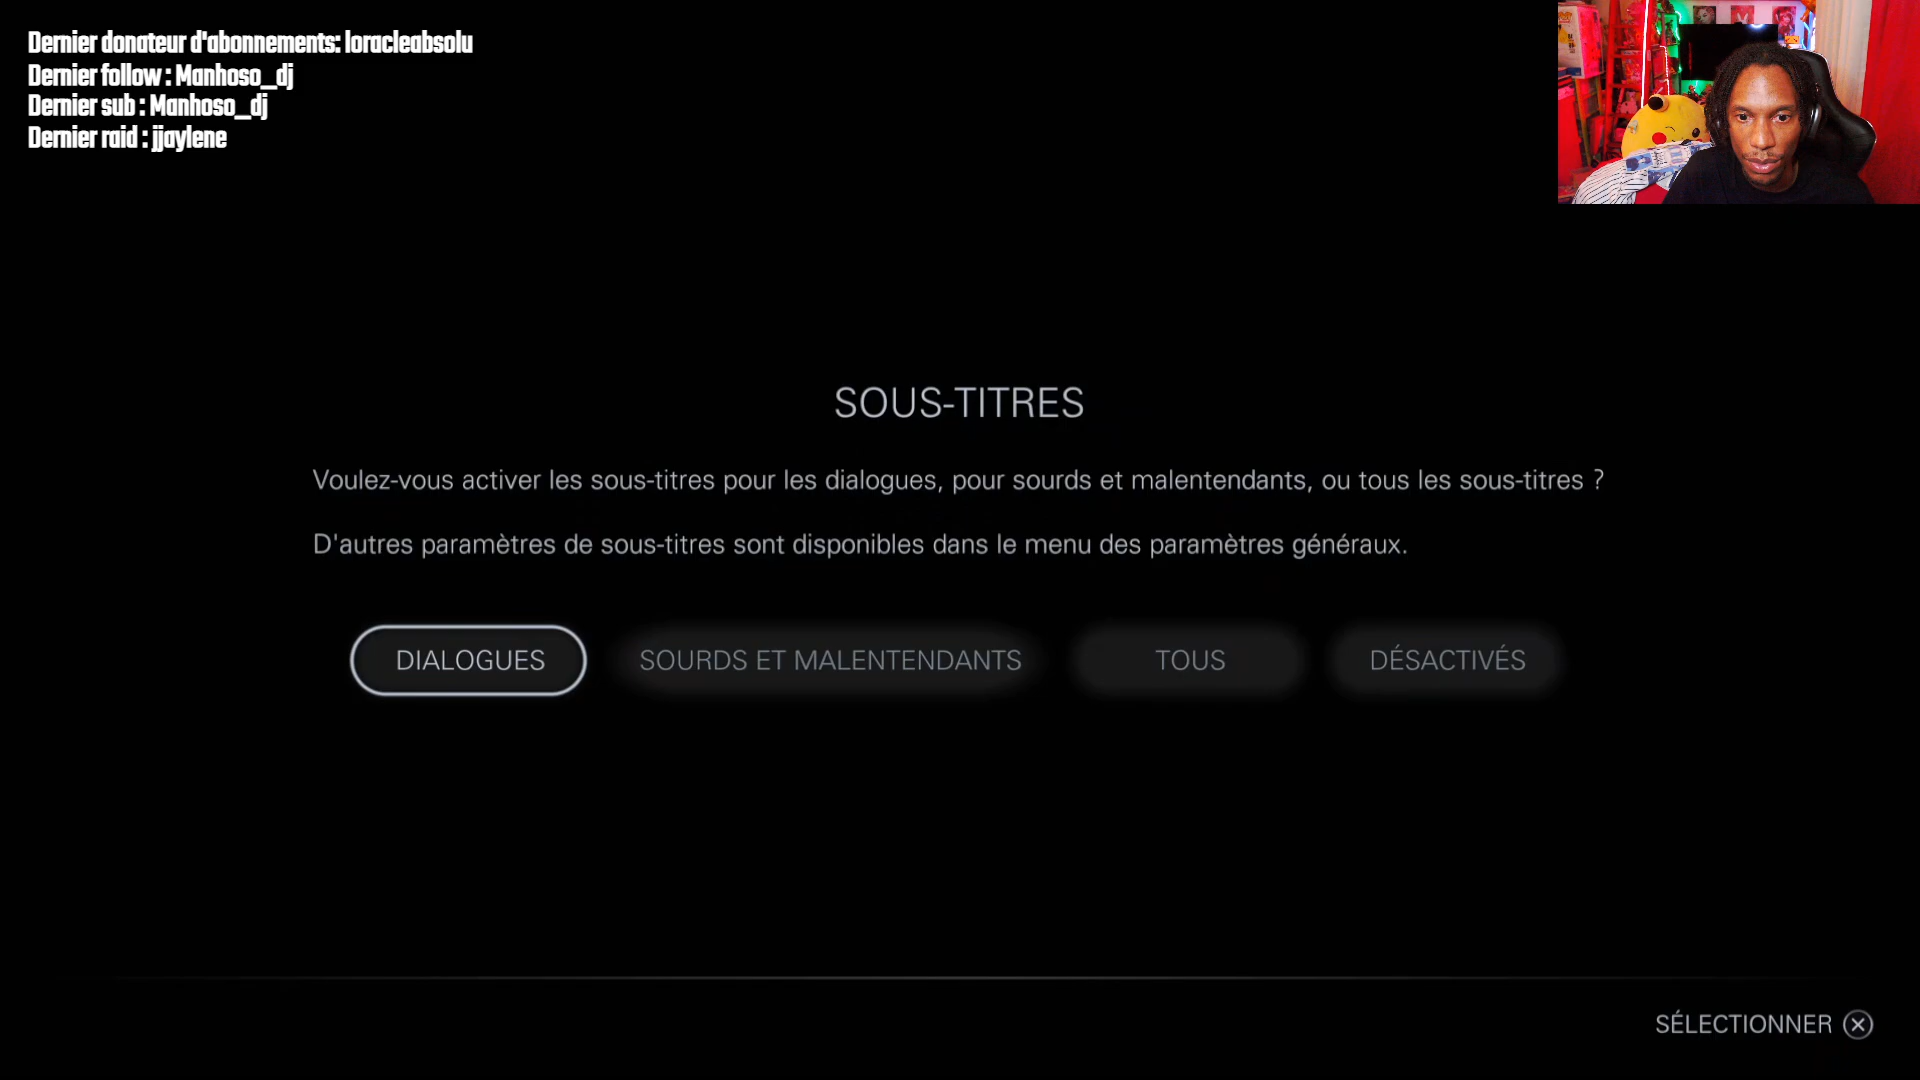 Dernier donateur d'abonnements: loracleabsolu
Dernier follow : Manhoso_dj
Dernier sub : Manhoso_dj
Dernier raid : jjaylene
SOUS-TITRES
Voulez-vous activer les sous-titres pour les dialogues, pour sourds et malentendants, ou tous les sous-titres ?
D'autres paramètres de sous-titres sont disponibles dans le menu des paramètres généraux.
DIALOGUES
SOURDS ET MALENTENDANTS
TOUS
DÉSACTIVÉS
SÉLECTIONNER